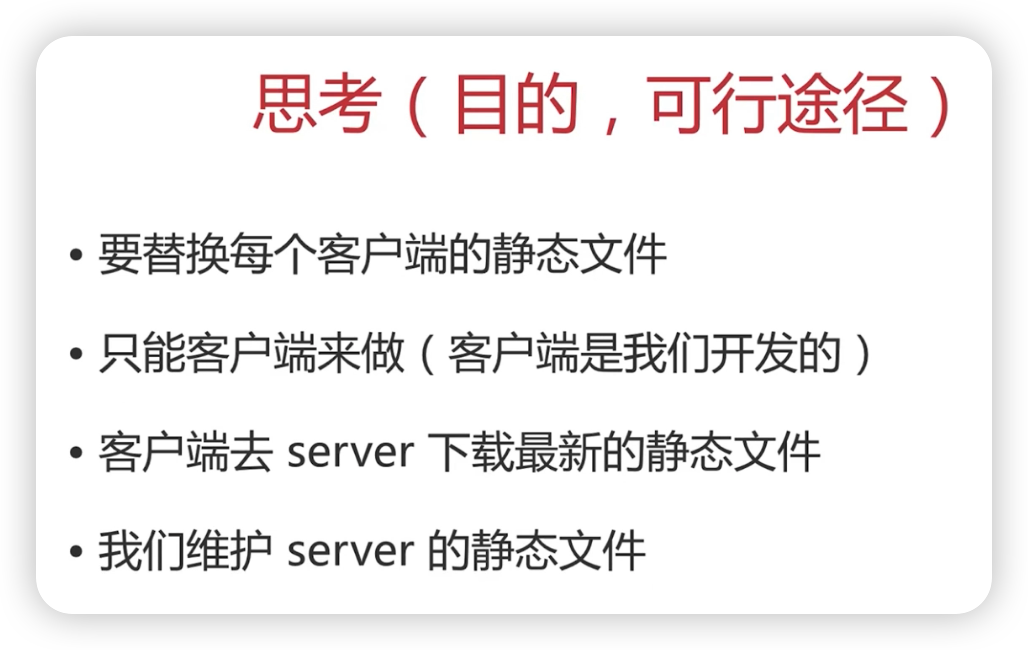 思考（目的，可行途径）
• 要替换每个客户端的静态文件
• 只能客户端来做（客户端是我们开发的）
• 客户端去 server 下载最新的静态文件
• 我们维护 server 的静态文件